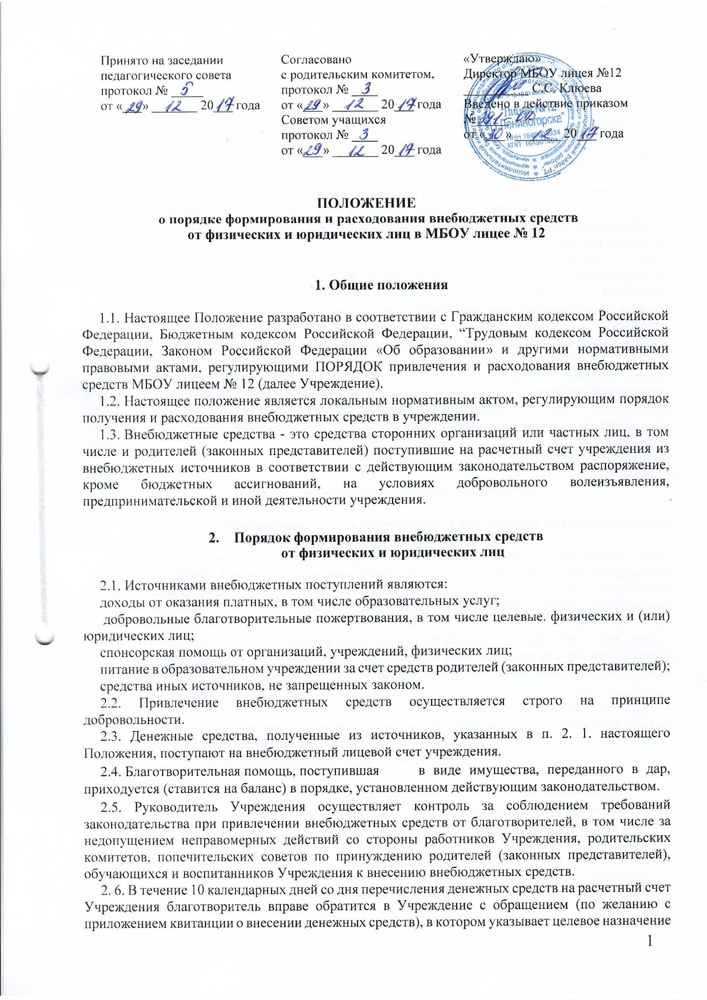 Принято на заседании
педагогического совета
протокол № 5
от «29» 12 2017 года
Согласовано
с родительским комитетом,
протокол № 3
от «29» 12 2017 года
Советом учащихся
протокол № 3
от «29» 12 2017 года
«Утверждаю»
Директор МБОУ лицея №12
С.С. Клюева
Введено в действие приказом
№ 391 - ОД
от «30» 12 2017 года
"Лицей №12"
г. Лениногорска"
ИНН 1649005934
КПП 164901001
ПОЛОЖЕНИЕ
о порядке формирования и расходования внебюджетных средств
от физических и юридических лиц в МБОУ лицее № 12
1. Общие положения
1.1. Настоящее Положение разработано в соответствии с Гражданским кодексом Российской
Федерации, Бюджетным кодексом Российской Федерации, “Трудовым кодексом Российской
Федерации, Законом Российской Федерации «Об образовании» и другими нормативными
правовыми актами, регулирующими ПОРЯДОК привлечения и расходования внебюджетных
средств МБОУ лицеем № 12 (далее Учреждение).
1.2. Настоящее положение является локальным нормативным актом, регулирующим порядок
получения и расходования внебюджетных средств в учреждении.
1.3. Внебюджетные средства - это средства сторонних организаций или частных лиц, в том
числе и родителей (законных представителей) поступившие на расчетный счет учреждения из
внебюджетных источников в соответствии с действующим законодательством распоряжение,
кроме бюджетных ассигнований, на условиях добровольного волеизъявления,
предпринимательской и иной деятельности учреждения.
2. Порядок формирования внебюджетных средств
от физических и юридических лиц
2.1. Источниками внебюджетных поступлений являются:
доходы от оказания платных, в том числе образовательных услуг;
добровольные благотворительные пожертвования, в том числе целевые. физических и (или)
юридических лиц;
спонсорская помощь от организаций, учреждений, физических лиц;
питание в образовательном учреждении за счет средств родителей (законных представителей);
средства иных источников, не запрещенных законом.
2.2. Привлечение внебюджетных средств осуществляется строго на принципе
добровольности.
2.3. Денежные средства, полученные из источников, указанных в п. 2. 1. настоящего
Положения, поступают на внебюджетный лицевой счет учреждения.
2.4. Благотворительная помощь, поступившая в виде имущества, переданного в дар,
приходуется (ставится на баланс) в порядке, установленном действующим законодательством.
2.5. Руководитель Учреждения осуществляет контроль за соблюдением требований
законодательства при привлечении внебюджетных средств от благотворителей, в том числе за
недопущением неправомерных действий со стороны работников Учреждения, родительских
комитетов, попечительских советов по принуждению родителей (законных представителей),
обучающихся и воспитанников Учреждения к внесению внебюджетных средств.
2. 6. В течение 10 календарных дней со дня перечисления денежных средств на расчетный счет
Учреждения благотворитель вправе обратится в Учреждение с обращением (по желанию с
приложением квитанции о внесении денежных средств), в котором указывает целевое назначение
1